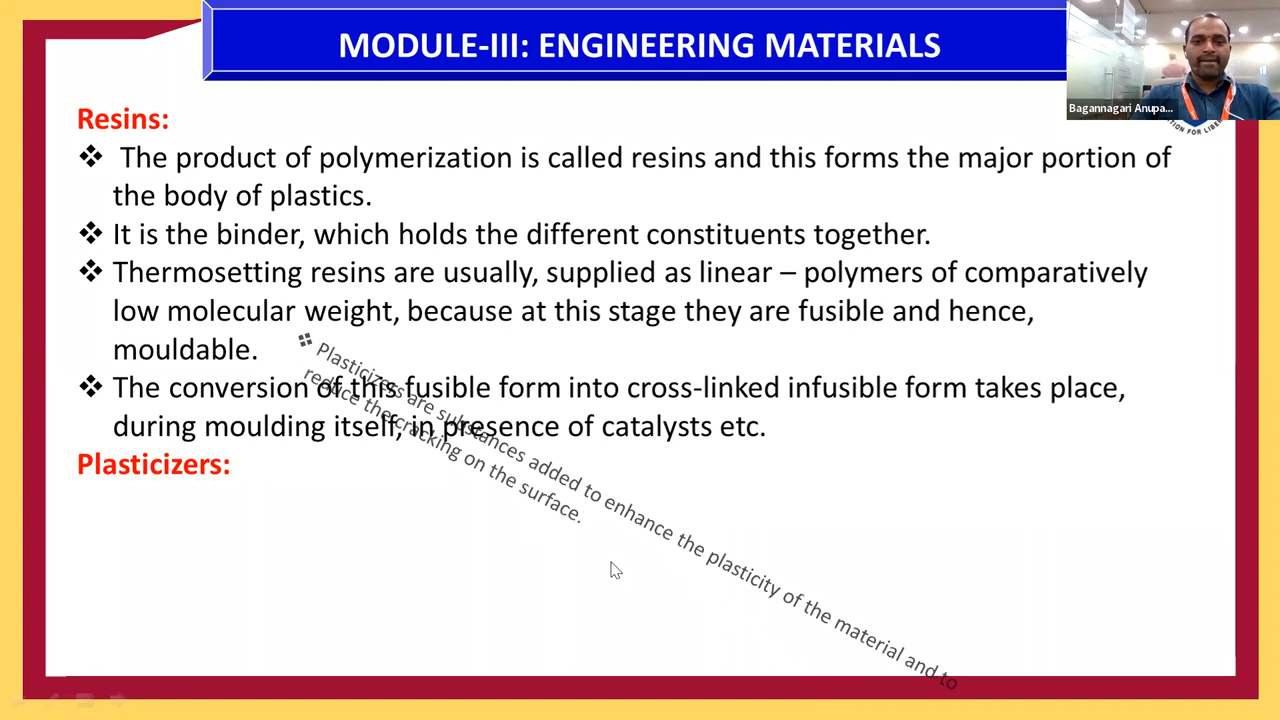 MODULE-III: ENGINEERING MATERIALS
Bagannagari Anupa...
FOR LIBE
Resins:
❖ The product of polymerization is called resins and this forms the major portion of
the body of plastics.
❖ It is the binder, which holds the different constituents together.
❖ Thermosetting resins are usually, supplied as linear – polymers of comparatively
low molecular weight, because at this stage they are fusible and hence,
mouldable.
❖ The conversion of this fusible form into cross-linked infusible form takes place,
during moulding itself, in presence of catalysts etc.
Plasticizers:
❖ Plasticizers are substances added to enhance the plasticity of the material and to
reduce the cracking on the surface.